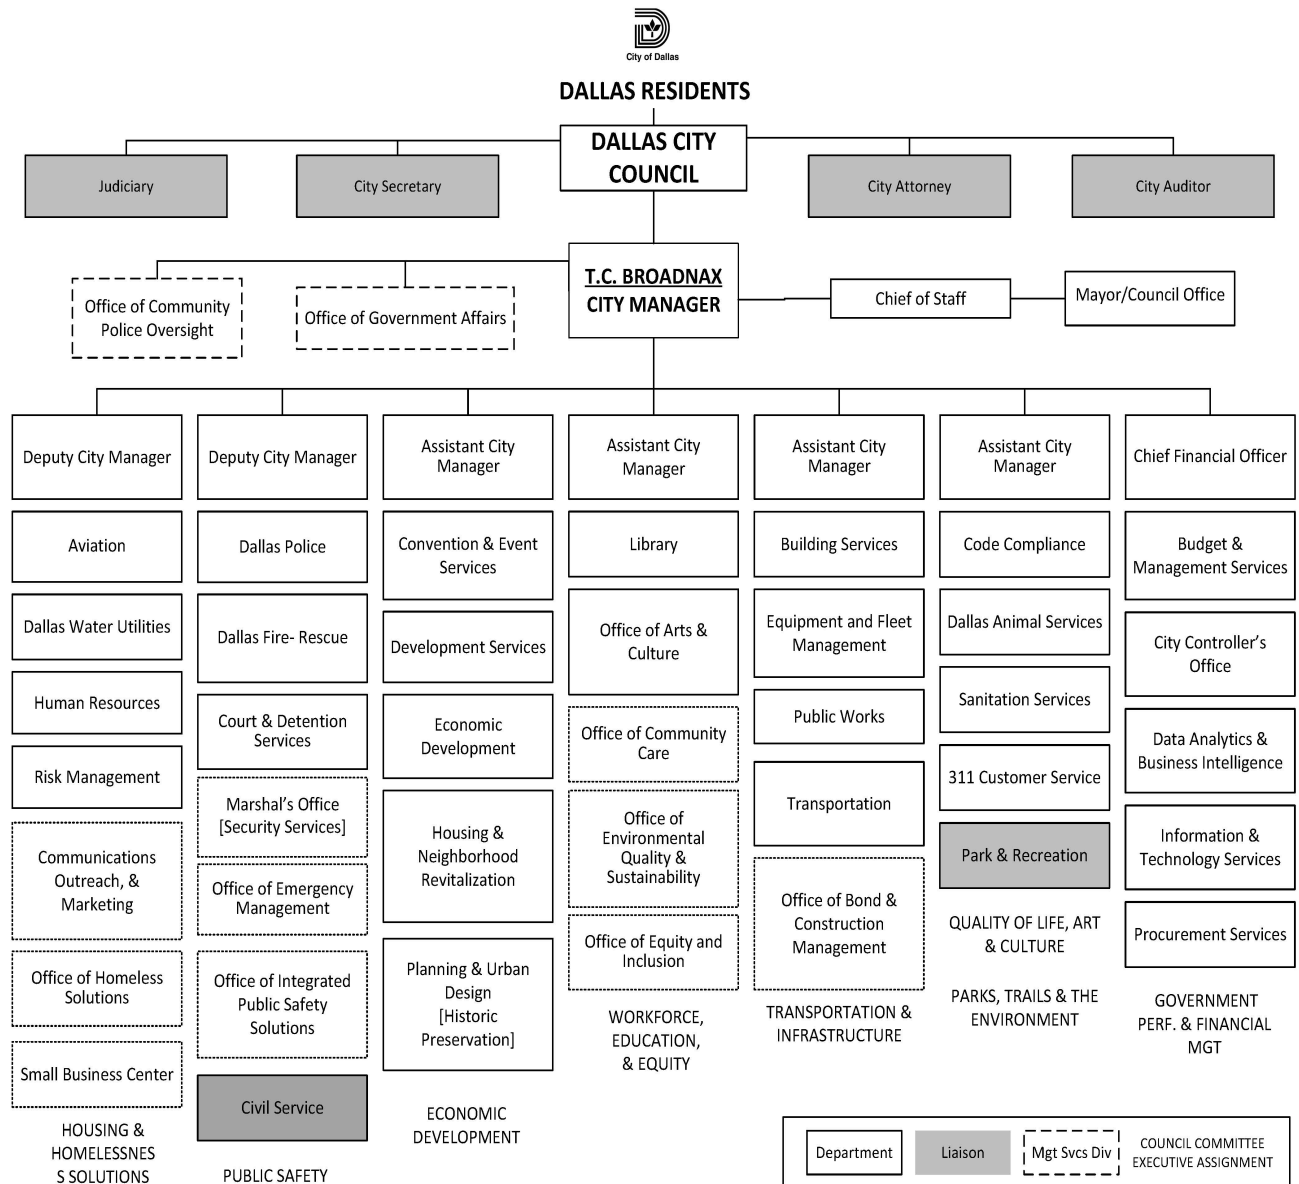 City of Dallas
DALLAS RESIDENTS
DALLAS CITY
COUNCIL
Judiciary
City Secretary
City Attorney
City Auditor
Office of Community
Police Oversight
Office of Government Affairs
T.C. BROADNAX
CITY MANAGER
Chief of Staff
Mayor/Council Office
Deputy City Manager
Aviation
Dallas Water Utilities
Human Resources
Risk Management
Communications
Outreach, &
Marketing
Office of Homeless
Solutions
Small Business Center
HOUSING &
HOMELESSNES
S SOLUTIONS
Deputy City Manager
Dallas Police
Dallas Fire- Rescue
Court & Detention
Services
Marshal's Office
[Security Services]
Office of Emergency
Management
Office of Integrated
Public Safety
Solutions
Civil Service
PUBLIC SAFETY
Assistant City
Manager
Convention & Event
Services
Development Services
Economic
Development
Housing &
Neighborhood
Revitalization
Planning & Urban
Design
[Historic
Preservation]
ECONOMIC
DEVELOPMENT
Assistant City
Manager
Library
Office of Arts &
Culture
Office of Community
Care
Office of
Environmental
Quality &
Sustainability
Office of Equity and
Inclusion
WORKFORCE,
EDUCATION,
& EQUITY
Assistant City
Manager
Building Services
Equipment and Fleet
Management
Public Works
Transportation
Office of Bond &
Construction
Management
TRANSPORTATION &
INFRASTRUCTURE
Assistant City
Manager
Code Compliance
Dallas Animal Services
Sanitation Services
311 Customer Service
Park & Recreation
QUALITY OF LIFE, ART
& CULTURE
PARKS, TRAILS & THE
ENVIRONMENT
Chief Financial Officer
Budget &
Management Services
City Controller's
Office
Data Analytics &
Business Intelligence
Information &
Technology Services
Procurement Services
GOVERNMENT
PERF. & FINANCIAL
MGT
Department
Liaison
Mgt Svcs Div
COUNCIL COMMITTEE
EXECUTIVE ASSIGNMENT